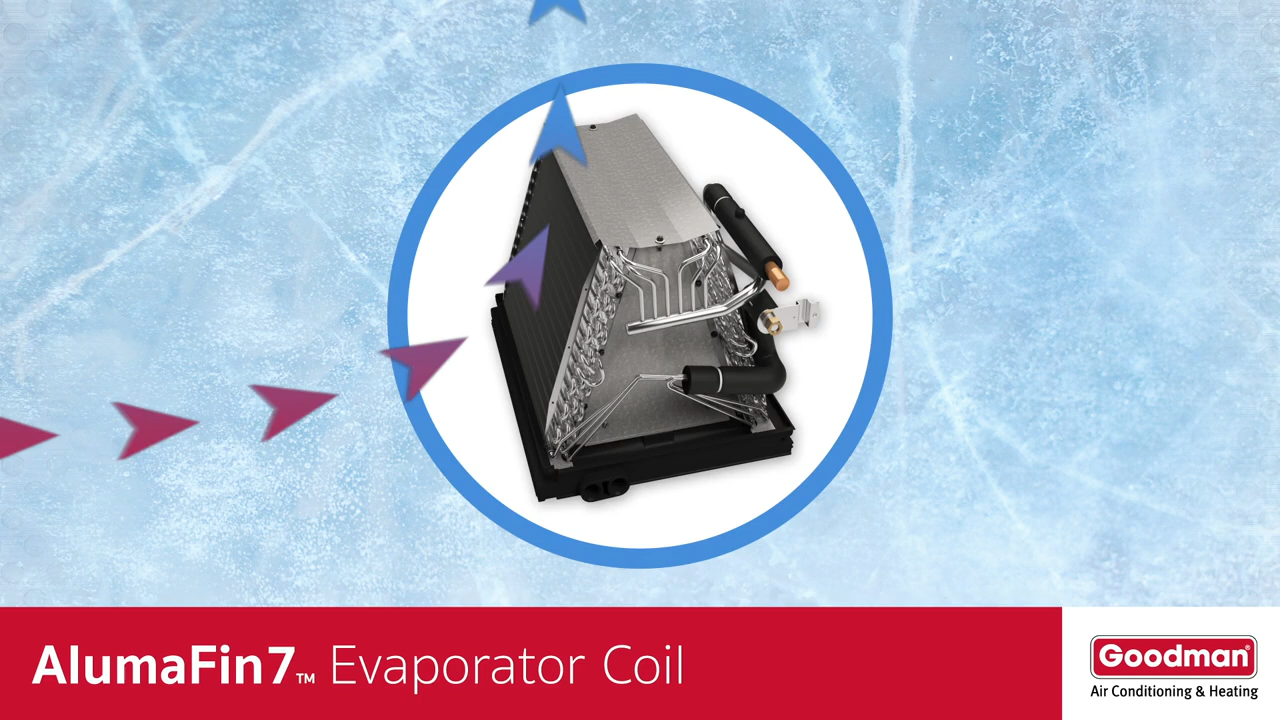 AlumaFin7™ Evaporator Coil
Goodman®
Air Conditioning & Heating